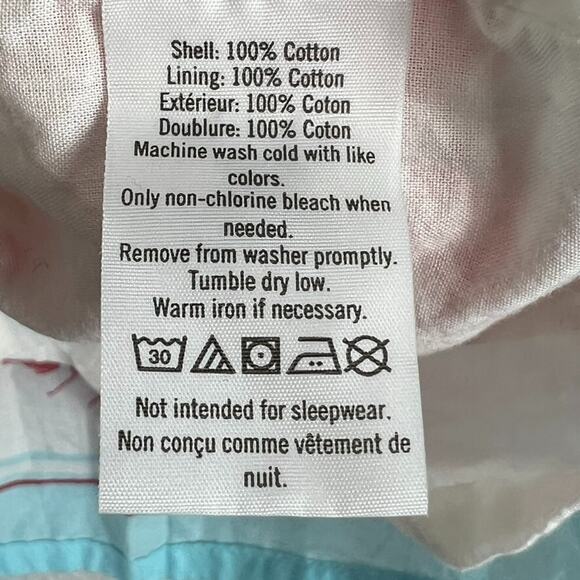 Shell: 100% Cotton
Lining: 100% Cotton
Extérieur: 100% Coton
Doublure: 100% Coton
Machine wash cold with like
colors.
Only non-chlorine bleach when
needed.
Remove from washer promptly.
Tumble dry low.
Warm iron if necessary.
30
Not intended for sleepwear.
Non conçu comme vêtement de
nuit.